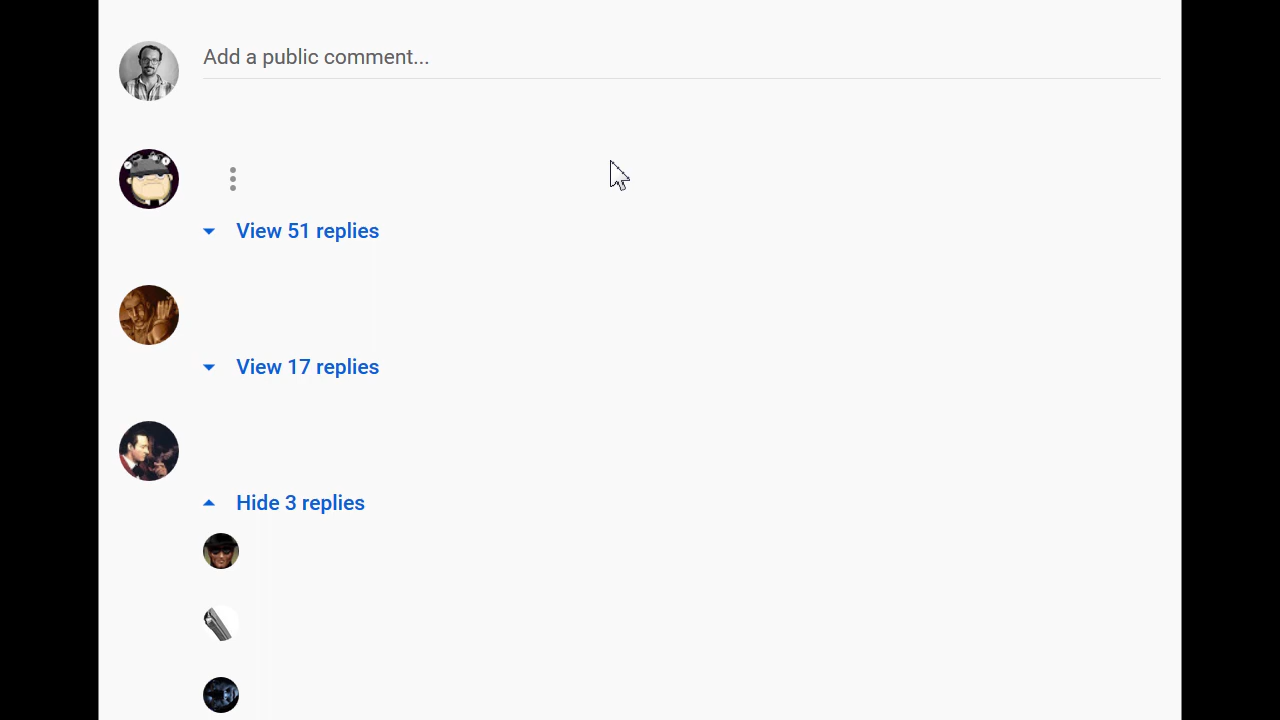 Add a public comment...
View 51 replies
View 17 replies
Hide 3 replies